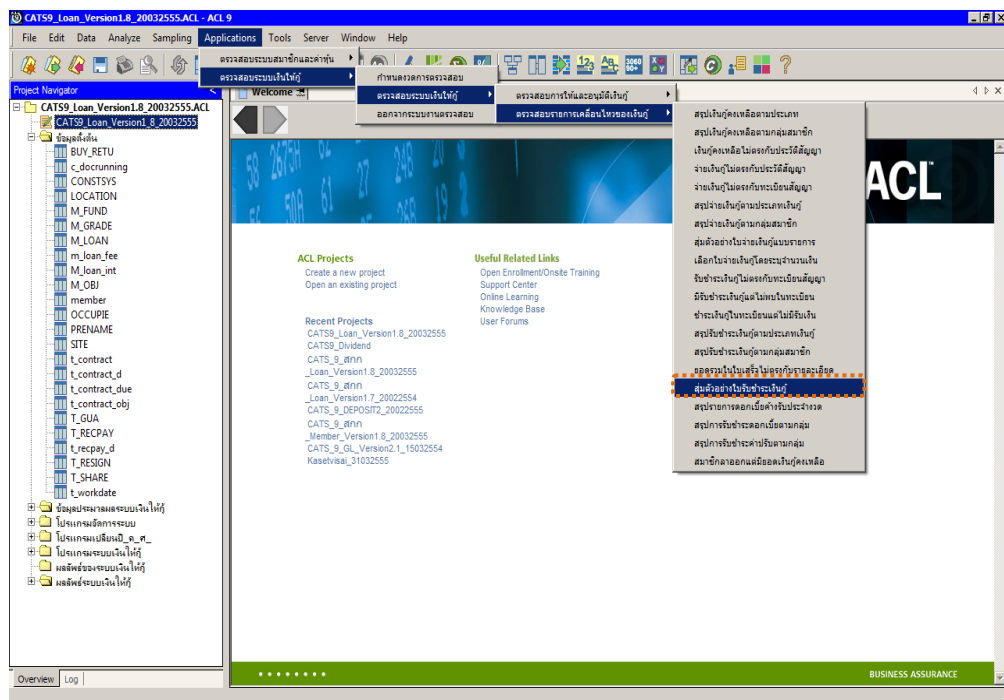 CATS9_Loan_Version1.8_20032555.ACL - ACL 9
File Edit Data Analyze Sampling Applications Tools Server Window Help
ตรวจสอบระบบสมาชิกและค่าหุ้น
ตรวจสอบระบบเงินให้กู้
กำหนดงวดการตรวจสอบ
ตรวจสอบระบบเงินให้กู้
ออกจากระบบงานตรวจสอบ
ตรวจสอบการให้และอนุมัติเงินกู้
ตรวจสอบรายการเคลื่อนไหวของเงินกู้
สรุปเงินกู้คงเหลือตามประเภท
สรุปเงินกู้คงเหลือตามกลุ่มสมาชิก
เงินกู้คงเหลือไม่ตรงกับประวัติสัญญา
จ่ายเงินกู้ไม่ตรงกับประวัติสัญญา
จ่ายเงินกู้ไม่ตรงกับทะเบียนสัญญา
สรุปจ่ายเงินกู้ตามประเภทเงินกู้
สรุปจ่ายเงินกู้ตามกลุ่มสมาชิก
สุ่มตัวอย่างใบจ่ายเงินกู้แบบรายการ
เลือกใบจ่ายเงินกู้โดยระบุจำนวนเงิน
รับชำระเงินกู้ไม่ตรงกับทะเบียนสัญญา
มีรับชำระเงินกู้แต่ไม่พบในทะเบียน
ชำระเงินกู้ในทะเบียนแต่ไม่มีรับเงิน
สรุปรับชำระเงินกู้ตามประเภทเงินกู้
สรุปรับชำระเงินกู้ตามกลุ่มสมาชิก
ยอดรวมในใบเสร็จไม่ตรงกับรายละเอียด
สุ่มตัวอย่างใบรับชำระเงินกู้
สรุปรายการดอกเบี้ยค้างรับประจำงวด
สรุปการรับชำระดอกเบี้ยตามกลุ่ม
สรุปการรับชำระค่าปรับตามกลุ่ม
สมาชิกลาออกแต่มียอดเงินกู้คงเหลือ
Project Navigator
CATS9_Loan_Version1.8_20032555.ACL
CATS9_Loan_Version1_8_20032555
ข้อมูลตั้งต้น
BUY_RETU
c_docrunning
CONSTSYS
LOCATION
M_FUND
M_GRADE
M_LOAN
m_loan_fee
M_loan_int
M_OBJ
member
OCCUPIE
PRENAME
SITE
t_contract
t_contract_d
t_contract_due
t_contract_obj
T_GUA
T_RECPAY
t_recpay_d
T_RESIGN
T_SHARE
t_workdate
ข้อมูลประมวลผลระบบเงินให้กู้
โปรแกรมจัดการระบบ
โปรแกรมเปลี่ยนปี_ค_ศ_
โปรแกรมระบบเงินให้กู้
ผลลัพธ์ของระบบเงินให้กู้
ผลลัพธ์ระบบเงินให้กู้
Overview Log
Welcome
ACL
ACL Projects
Create a new project
Open an existing project
Recent Projects
CATS9_Loan_Version1.8_20032555
CATS9_Dividend
CATS_9_สกก
_Loan_Version1.8_20032555
CATS_9_สกก
_Loan_Version1.7_20022554
CATS_9_DEPOSIT2_20022555
CATS_9_สกก
_Member_Version1.8_20032555
CATS_9_GL_Version2.1_15032554
Kasetvisai_31032555
Useful Related Links
Open Enrollment/Onsite Training
Support Center
Online Learning
Knowledge Base
User Forums
BUSINESS ASSURANCE